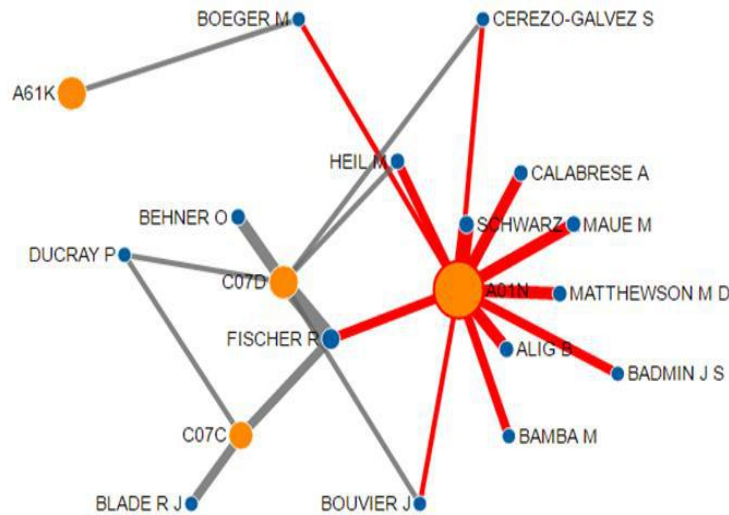 BOEGER M
CEREZO-GALVEZ S
A61K
HEIL M
CALABRESE A
BEHNER O
SCHWARZ
MAUE M
DUCRAY P
C07D
A01N
MATTHEWSON M D
FISCHER R
ALIG B
BADMIN J S
C07C
BAMBA M
BLADE R J
BOUVIER J